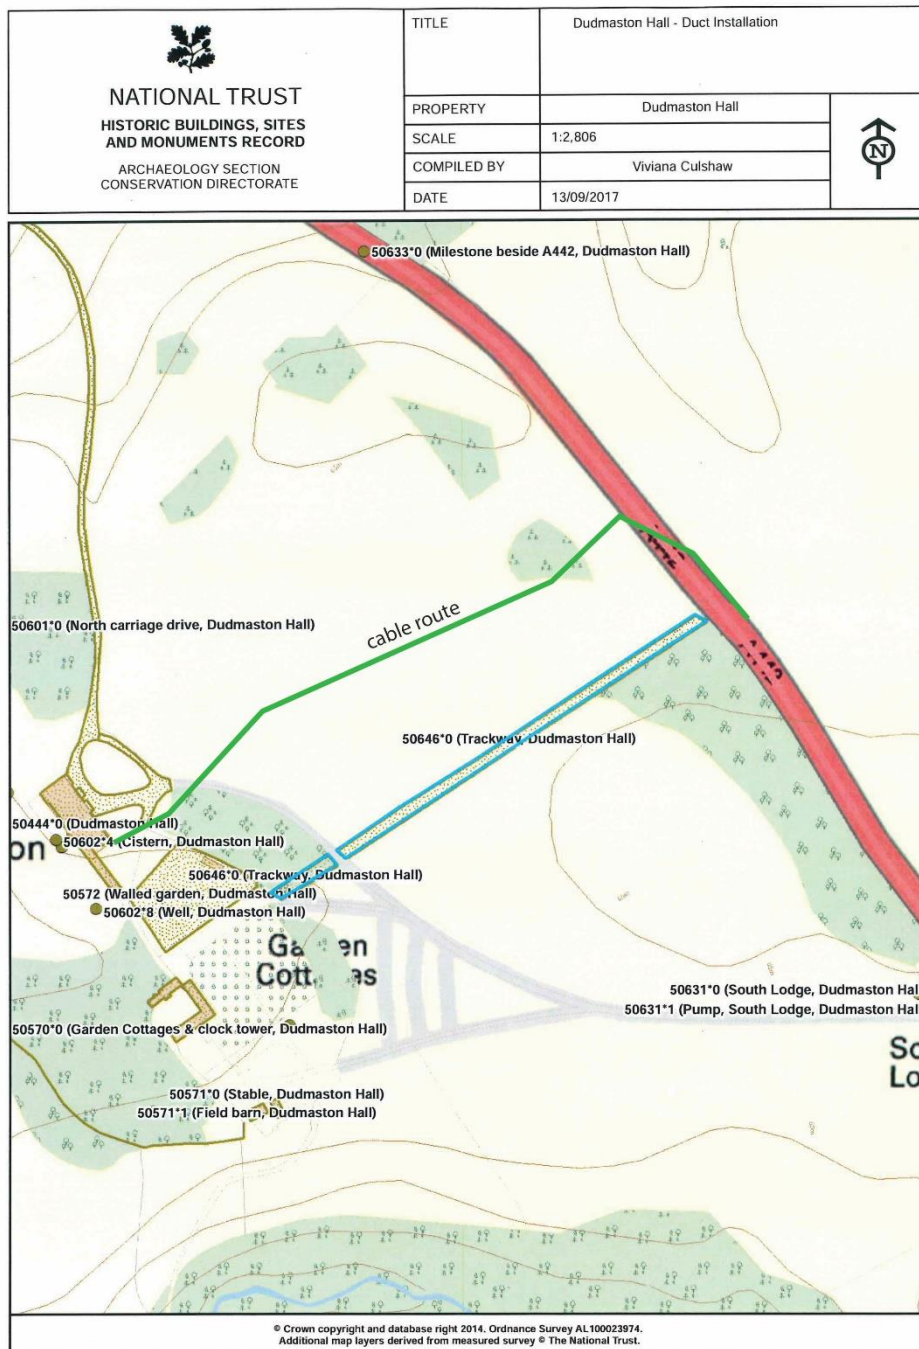 NATIONAL TRUST
HISTORIC BUILDINGS, SITES
AND MONUMENTS RECORD
ARCHAEOLOGY SECTION
CONSERVATION DIRECTORATE
TITLE
Dudmaston Hall - Duct Installation
PROPERTY
Dudmaston Hall
SCALE
1:2,806
COMPILED BY
Viviana Culshaw
DATE
13/09/2017
N
50633*0 (Milestone beside A442, Dudmaston Hall)
cable route
50601*0 (North carriage drive, Dudmaston Hall)
50646*0 (Trackway, Dudmaston Hall)
50444*0 (Dudmaston Hall)
50602*4 (Cistern, Dudmaston Hall)
on
50646*0 (Trackway, Dudmaston Hall)
50572 (Walled garden, Dudmaston Hall)
50602*8 (Well, Dudmaston Hall)
Cottages
50631*0 (South Lodge, Dudmaston Hal
50631*1 (Pump, South Lodge, Dudmaston Hal
50570*0 (Garden Cottages & clock tower, Dudmaston Hall)
So
Lo
50571*0 (Stable, Dudmaston Hall)
50571*1 (Field barn, Dudmaston Hall)
© Crown copyright and database right 2014. Ordnance Survey AL100023974.
Additional map layers derived from measured survey © The National Trust.